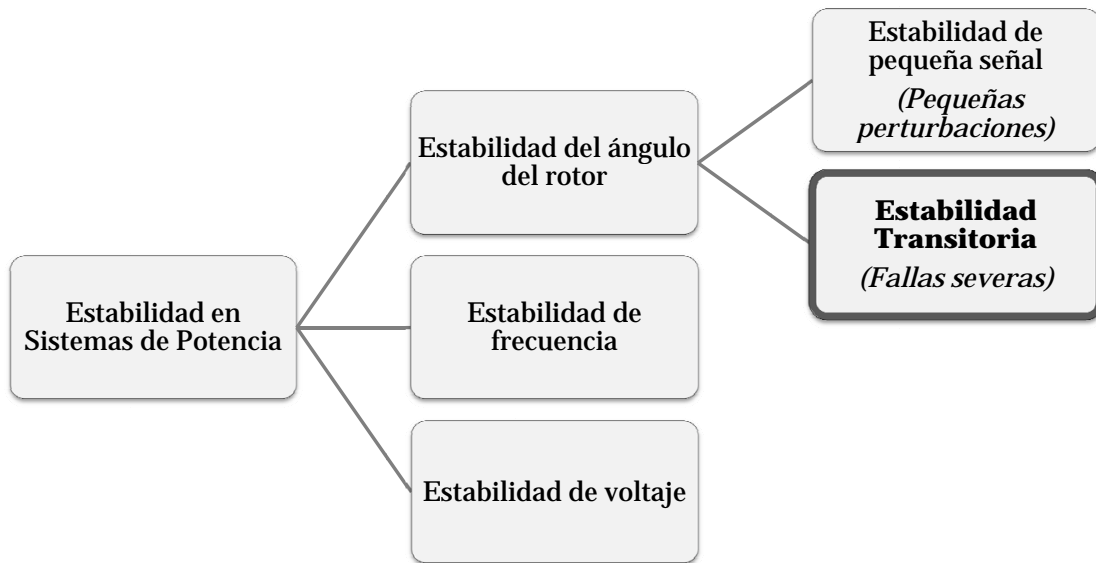 Estabilidad de
pequeña señal
(Pequeñas
perturbaciones)
Estabilidad del ángulo
del rotor
Estabilidad
Transitoria
(Fallas severas)
Estabilidad en
Sistemas de Potencia
Estabilidad de
frecuencia
Estabilidad de voltaje